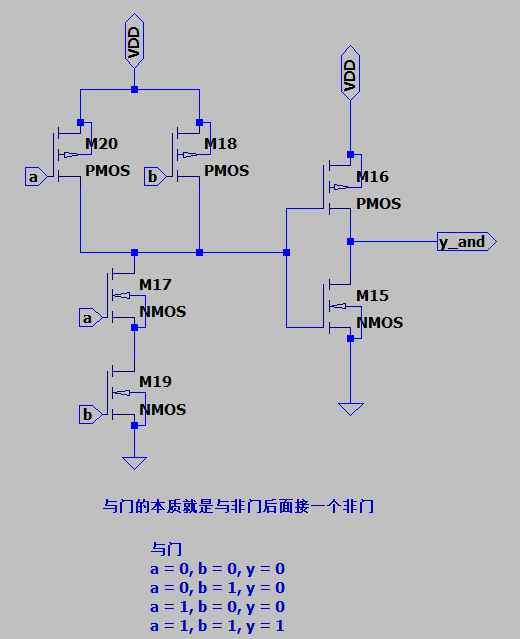 VDD
VDD
M20
PMOS
a
M18
PMOS
b
M16
PMOS
y_and
M17
NMOS
a
M15
NMOS
M19
NMOS
b
与门的本质就是与非门后面接一个非门
与门
a = 0, b = 0, y = 0
a = 0, b = 1, y = 0
a = 1, b = 0, y = 0
a = 1, b = 1, y = 1